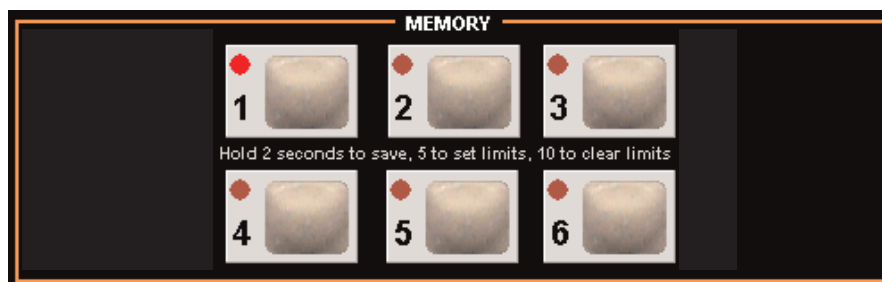 MEMORY
1 2 3
Hold 2 seconds to save, 5 to set limits, 10 to clear limits
4 5 6